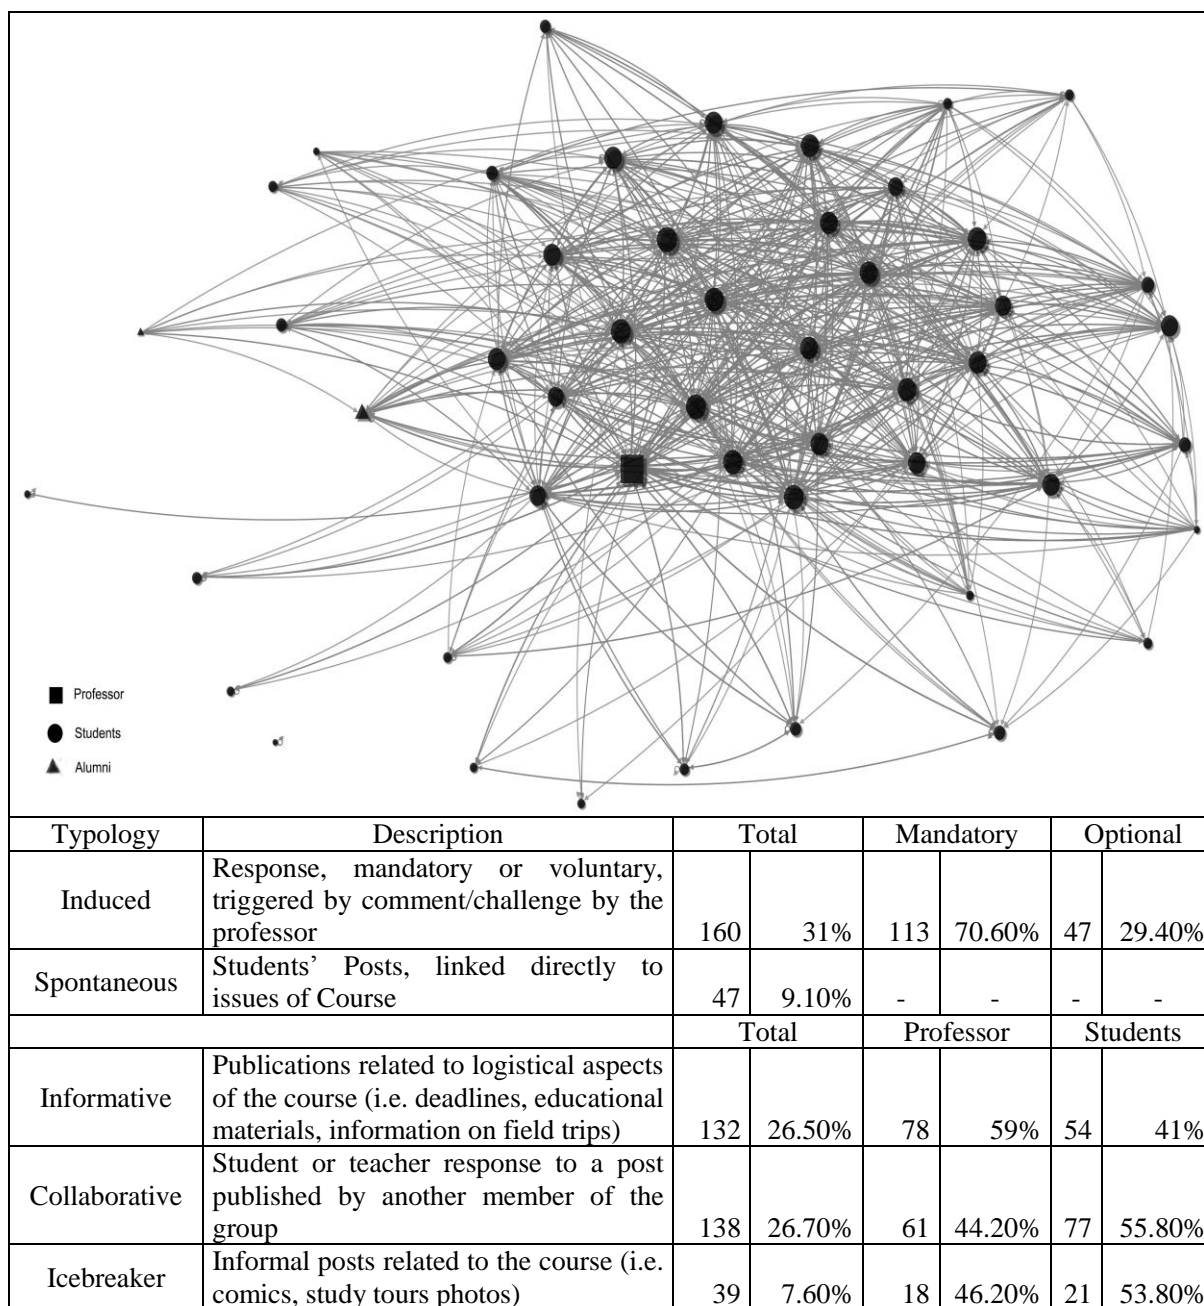 Professor
Students
Alumni
Typology Description Total Mandatory Optional
Induced
Response, mandatory or voluntary,
triggered by comment/challenge by the
professor
160 31% 113 70.60% 47 29.40%
Spontaneous
Students’ Posts, linked directly to
issues of Course
47 9.10% - - - -
Total Professor Students
Informative
Publications related to logistical aspects
of the course (i.e. deadlines, educational
materials, information on field trips)
132 26.50% 78 59% 54 41%
Collaborative
Student or teacher response to a post
published by another member of the
group
138 26.70% 61 44.20% 77 55.80%
Icebreaker
Informal posts related to the course (i.e.
comics, study tours photos)
39 7.60% 18 46.20% 21 53.80%